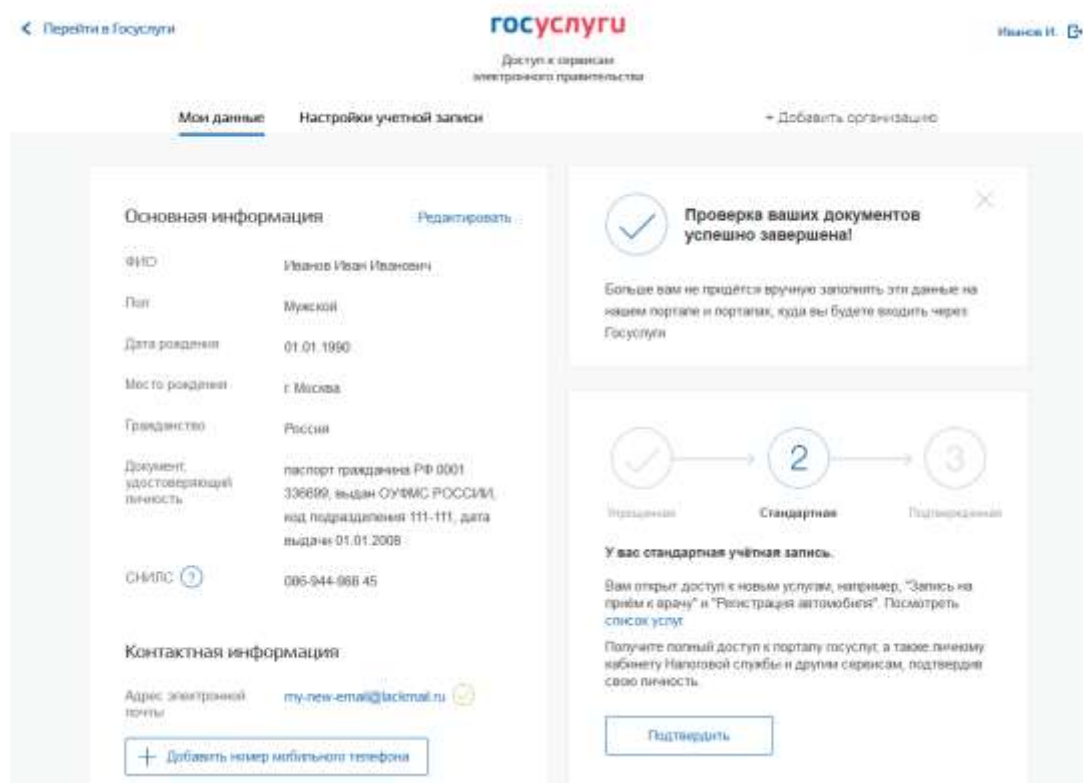 Перейти в Госуслуги
госуслуги
Иванов И.
Доступ к сервисам
электронного правительства
Мои данные
Настройки учетной записи
+ Добавить организацию
Основная информация
Редактировать
ФИО
Иванов Иван Иванович
Пол
Мужской
Дата рождения
01.01.1990
Место рождения
г. Москва
Гражданство
Россия
Документ,
удостоверяющий
личность
паспорт гражданина РФ 0001
336699, выдан ОУФМС РОССИИ,
код подразделения 111-111, дата
выдачи 01.01.2008
СНИЛС ?
086-944-968 45
Контактная информация
Адрес электронной
почты
my-new-email@lackmail.ru
+ Добавить номер мобильного телефона
Проверка ваших документов
успешно завершена!
Больше вам не придётся вручную заполнять эти данные на
нашем портале и порталах, куда вы будете входить через
Госуслуги
2
3
Упрощенная
Стандартная
Подтвержденная
У вас стандартная учётная запись.
Вам открыт доступ к новым услугам, например, "Запись на
приём к врачу" и "Регистрация автомобиля". Посмотреть
список услуг
Получите полный доступ к порталу госуслуг, а также личному
кабинету Налоговой службы и другим сервисам, подтвердив
свою личность.
Подтвердить